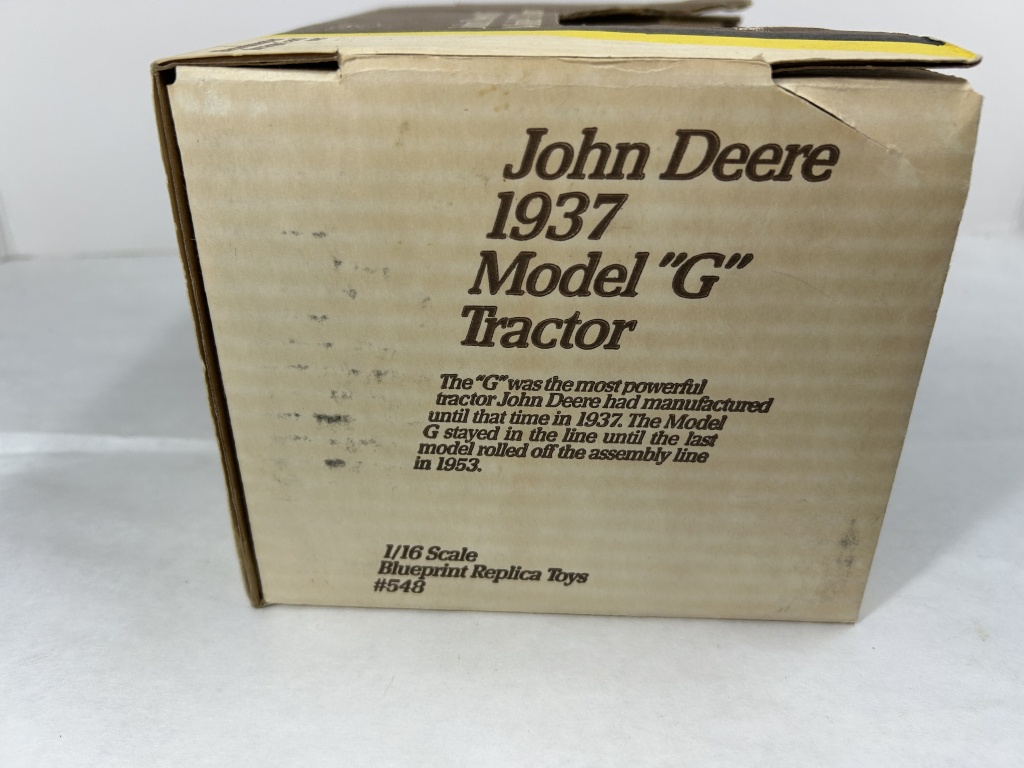 John Deere
1937
Model "G"
Tractor
The "G" was the most powerful
tractor John Deere had manufactured
until that time in 1937. The Model
G stayed in the line until the last
model rolled off the assembly line
in 1953.
1/16 Scale
Blueprint Replica Toys
#548